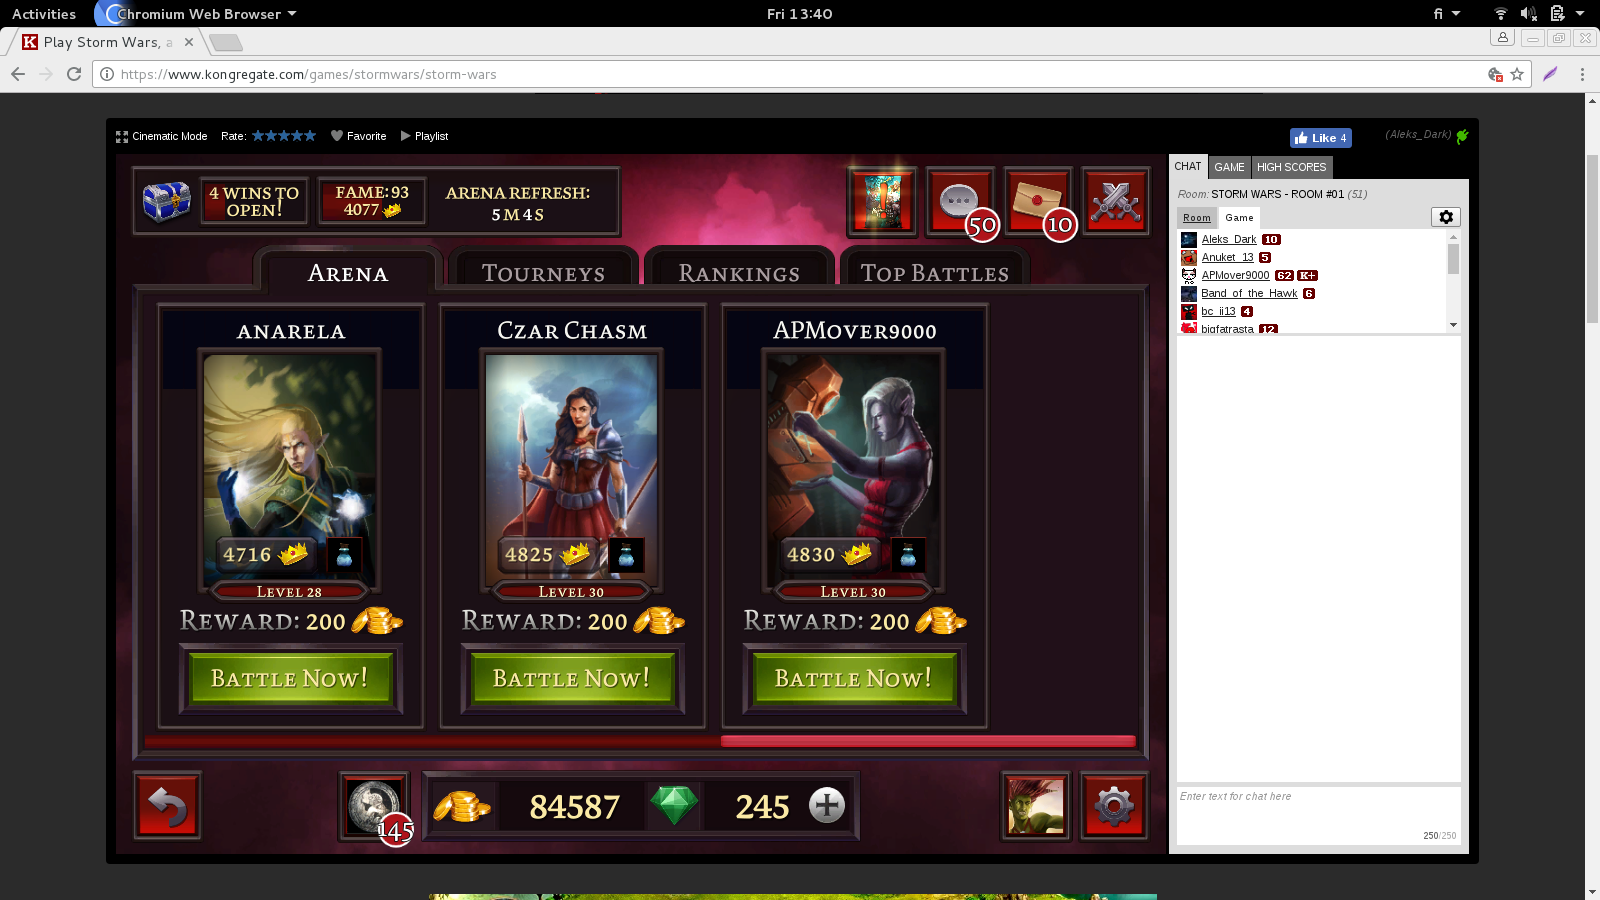 Activities
Chromium Web Browser
Fri 13:40
fi
Play Storm Wars, a
https://www.kongregate.com/games/stormwars/storm-wars
Cinematic Mode
Rate:
Favorite
Playlist
Like 4
(Aleks_Dark)
4 WINS TO
OPEN!
FAME: 93
4077
ARENA REFRESH:
5M4S
50
10
ARENA
TOURNEYS
RANKINGS
TOP BATTLES
ANARELA
4716
LEVEL 28
REWARD: 200
BATTLE NOW!
CZAR CHASM
4825
LEVEL 30
REWARD: 200
BATTLE NOW!
APMOVER9000
4830
LEVEL 30
REWARD: 200
BATTLE NOW!
145
84587
245
CHAT
GAME
HIGH SCORES
Room: STORM WARS - ROOM #01 (51)
Room
Game
Aleks_Dark 10
Anuket_13 5
APMover9000 62 K+
Band_of_the_Hawk 6
bc_ii13 4
bigfatrasta 12
Enter text for chat here
250/250